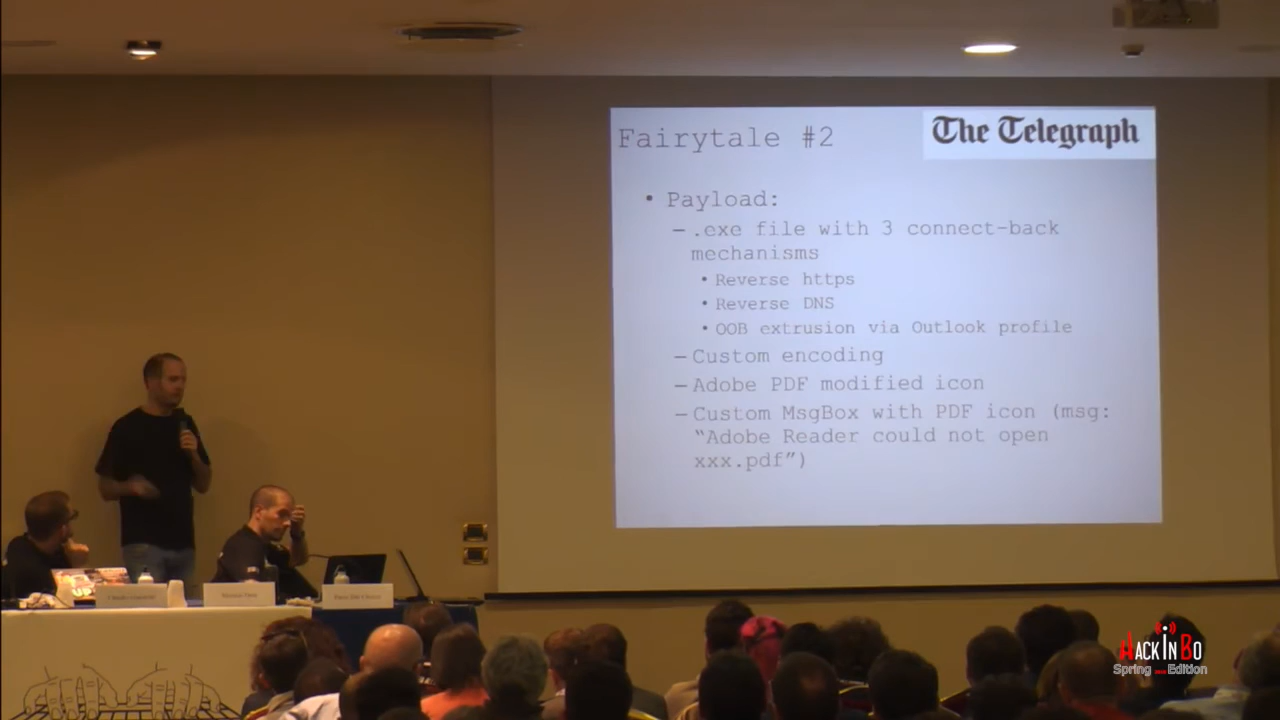 Fairytale #2
The Telegraph
• Payload:
– .exe file with 3 connect-back
mechanisms
• Reverse https
• Reverse DNS
• OOB extrusion via Outlook profile
– Custom encoding
– Adobe PDF modified icon
– Custom MsgBox with PDF icon (msg:
“Adobe Reader could not open
xxx.pdf”)
HACKINBO
Spring Edition